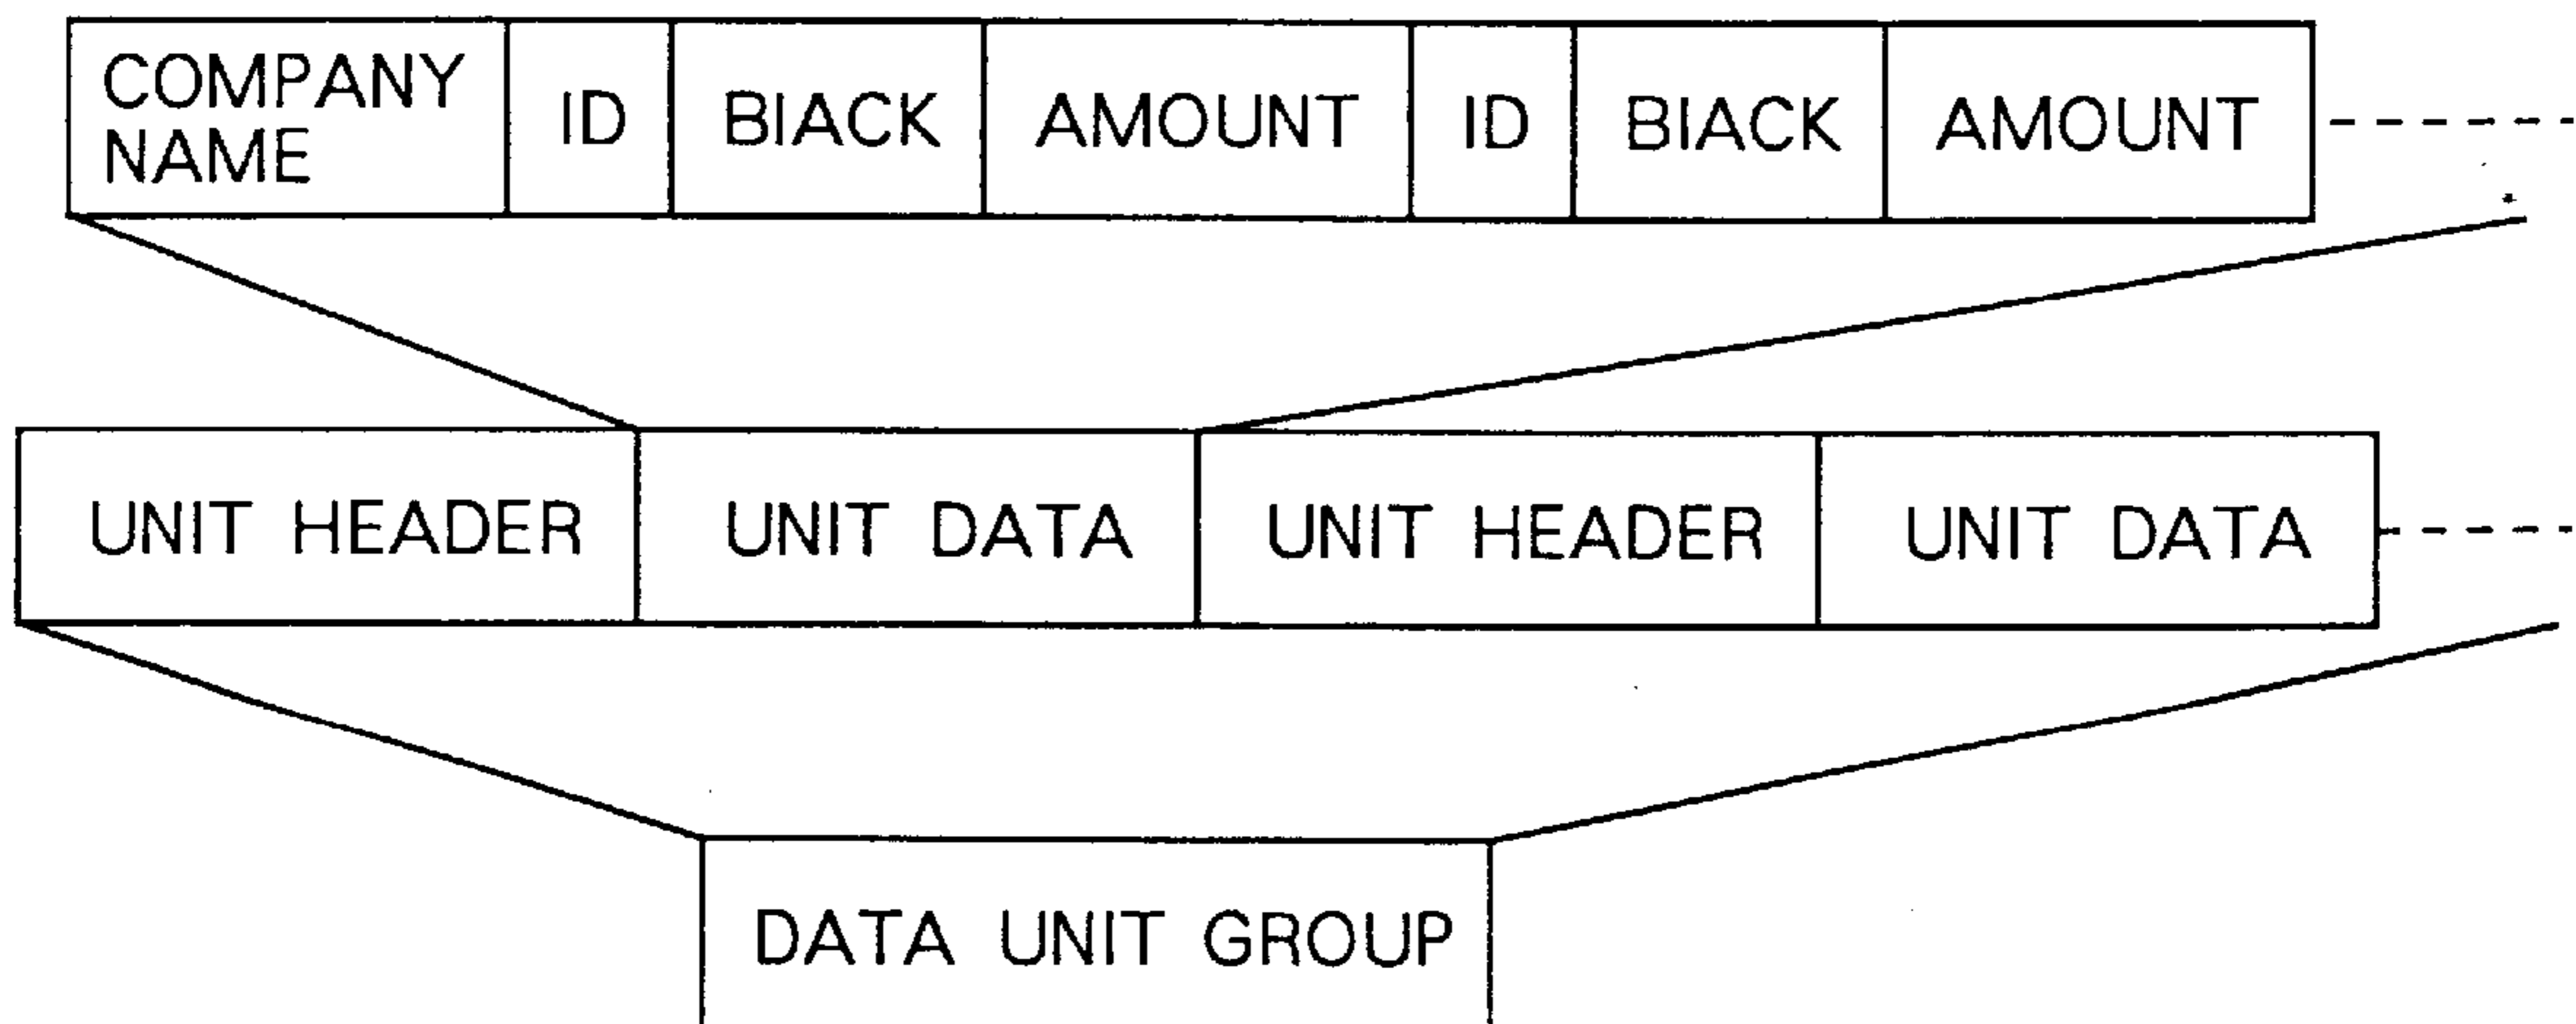 COMPANY NAME ID BIACK AMOUNT ID BIACK AMOUNT
UNIT HEADER UNIT DATA UNIT HEADER UNIT DATA
DATA UNIT GROUP